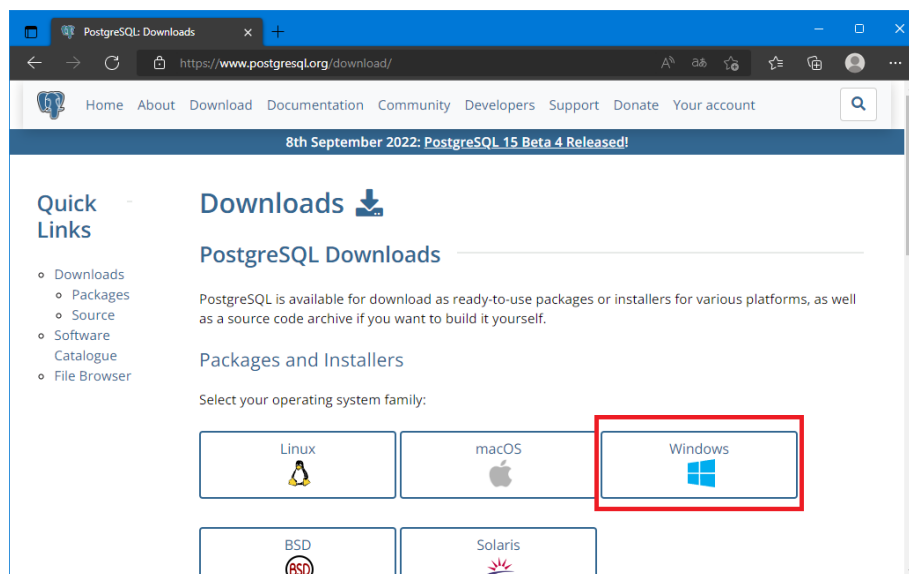 PostgreSQL: Downloads
https://www.postgresql.org/download/
Home About Download Documentation Community Developers Support Donate Your account
8th September 2022: PostgreSQL 15 Beta 4 Released!
Quick
Links
Downloads
Packages
Source
Software
Catalogue
File Browser
Downloads
PostgreSQL Downloads
PostgreSQL is available for download as ready-to-use packages or installers for various platforms, as well
as a source code archive if you want to build it yourself.
Packages and Installers
Select your operating system family:
Linux
macOS
Windows
BSD
Solaris
BSD